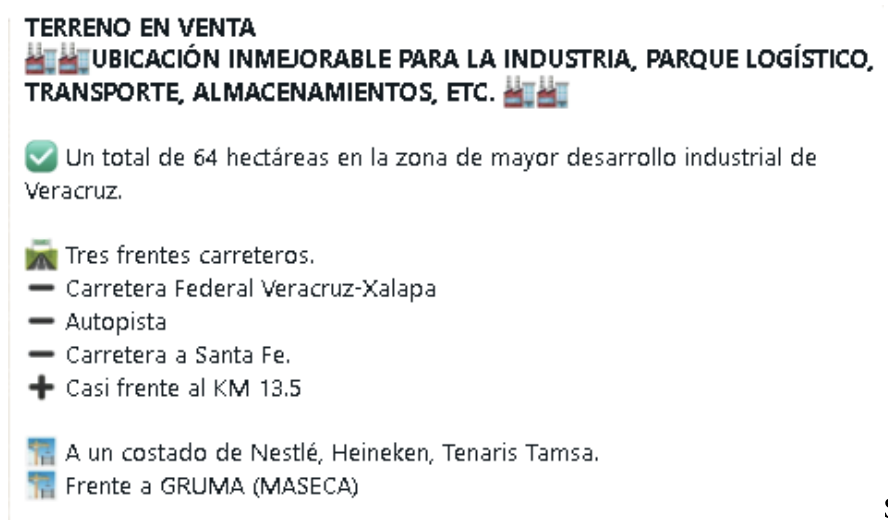 TERRENO EN VENTA
🏭🏭UBICACIÓN INMEJORABLE PARA LA INDUSTRIA, PARQUE LOGÍSTICO,
TRANSPORTE, ALMACENAMIENTOS, ETC. 🏭🏭
✅ Un total de 64 hectáreas en la zona de mayor desarrollo industrial de
Veracruz.
🛣️ Tres frentes carreteros.
➖ Carretera Federal Veracruz-Xalapa
➖ Autopista
➖ Carretera a Santa Fe.
➕ Casi frente al KM 13.5
🏗️ A un costado de Nestlé, Heineken, Tenaris Tamsa.
🏗️ Frente a GRUMA (MASECA)